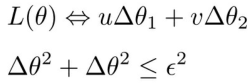 L(θ) ⇔ uΔθ₁ + vΔθ₂
Δθ² + Δθ² ≤ ϵ²